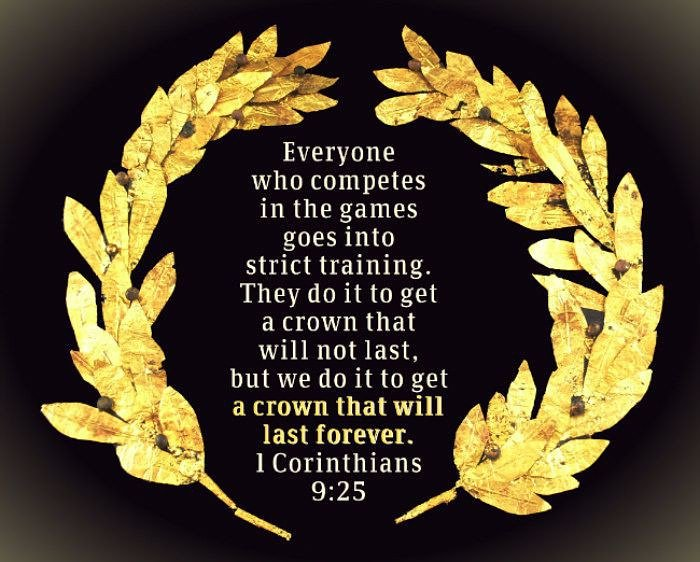 Everyone
who competes
in the games
goes into
strict training.
They do it to get
a crown that
will not last,
but we do it to get
a crown that will
last forever.
1 Corinthians
9:25